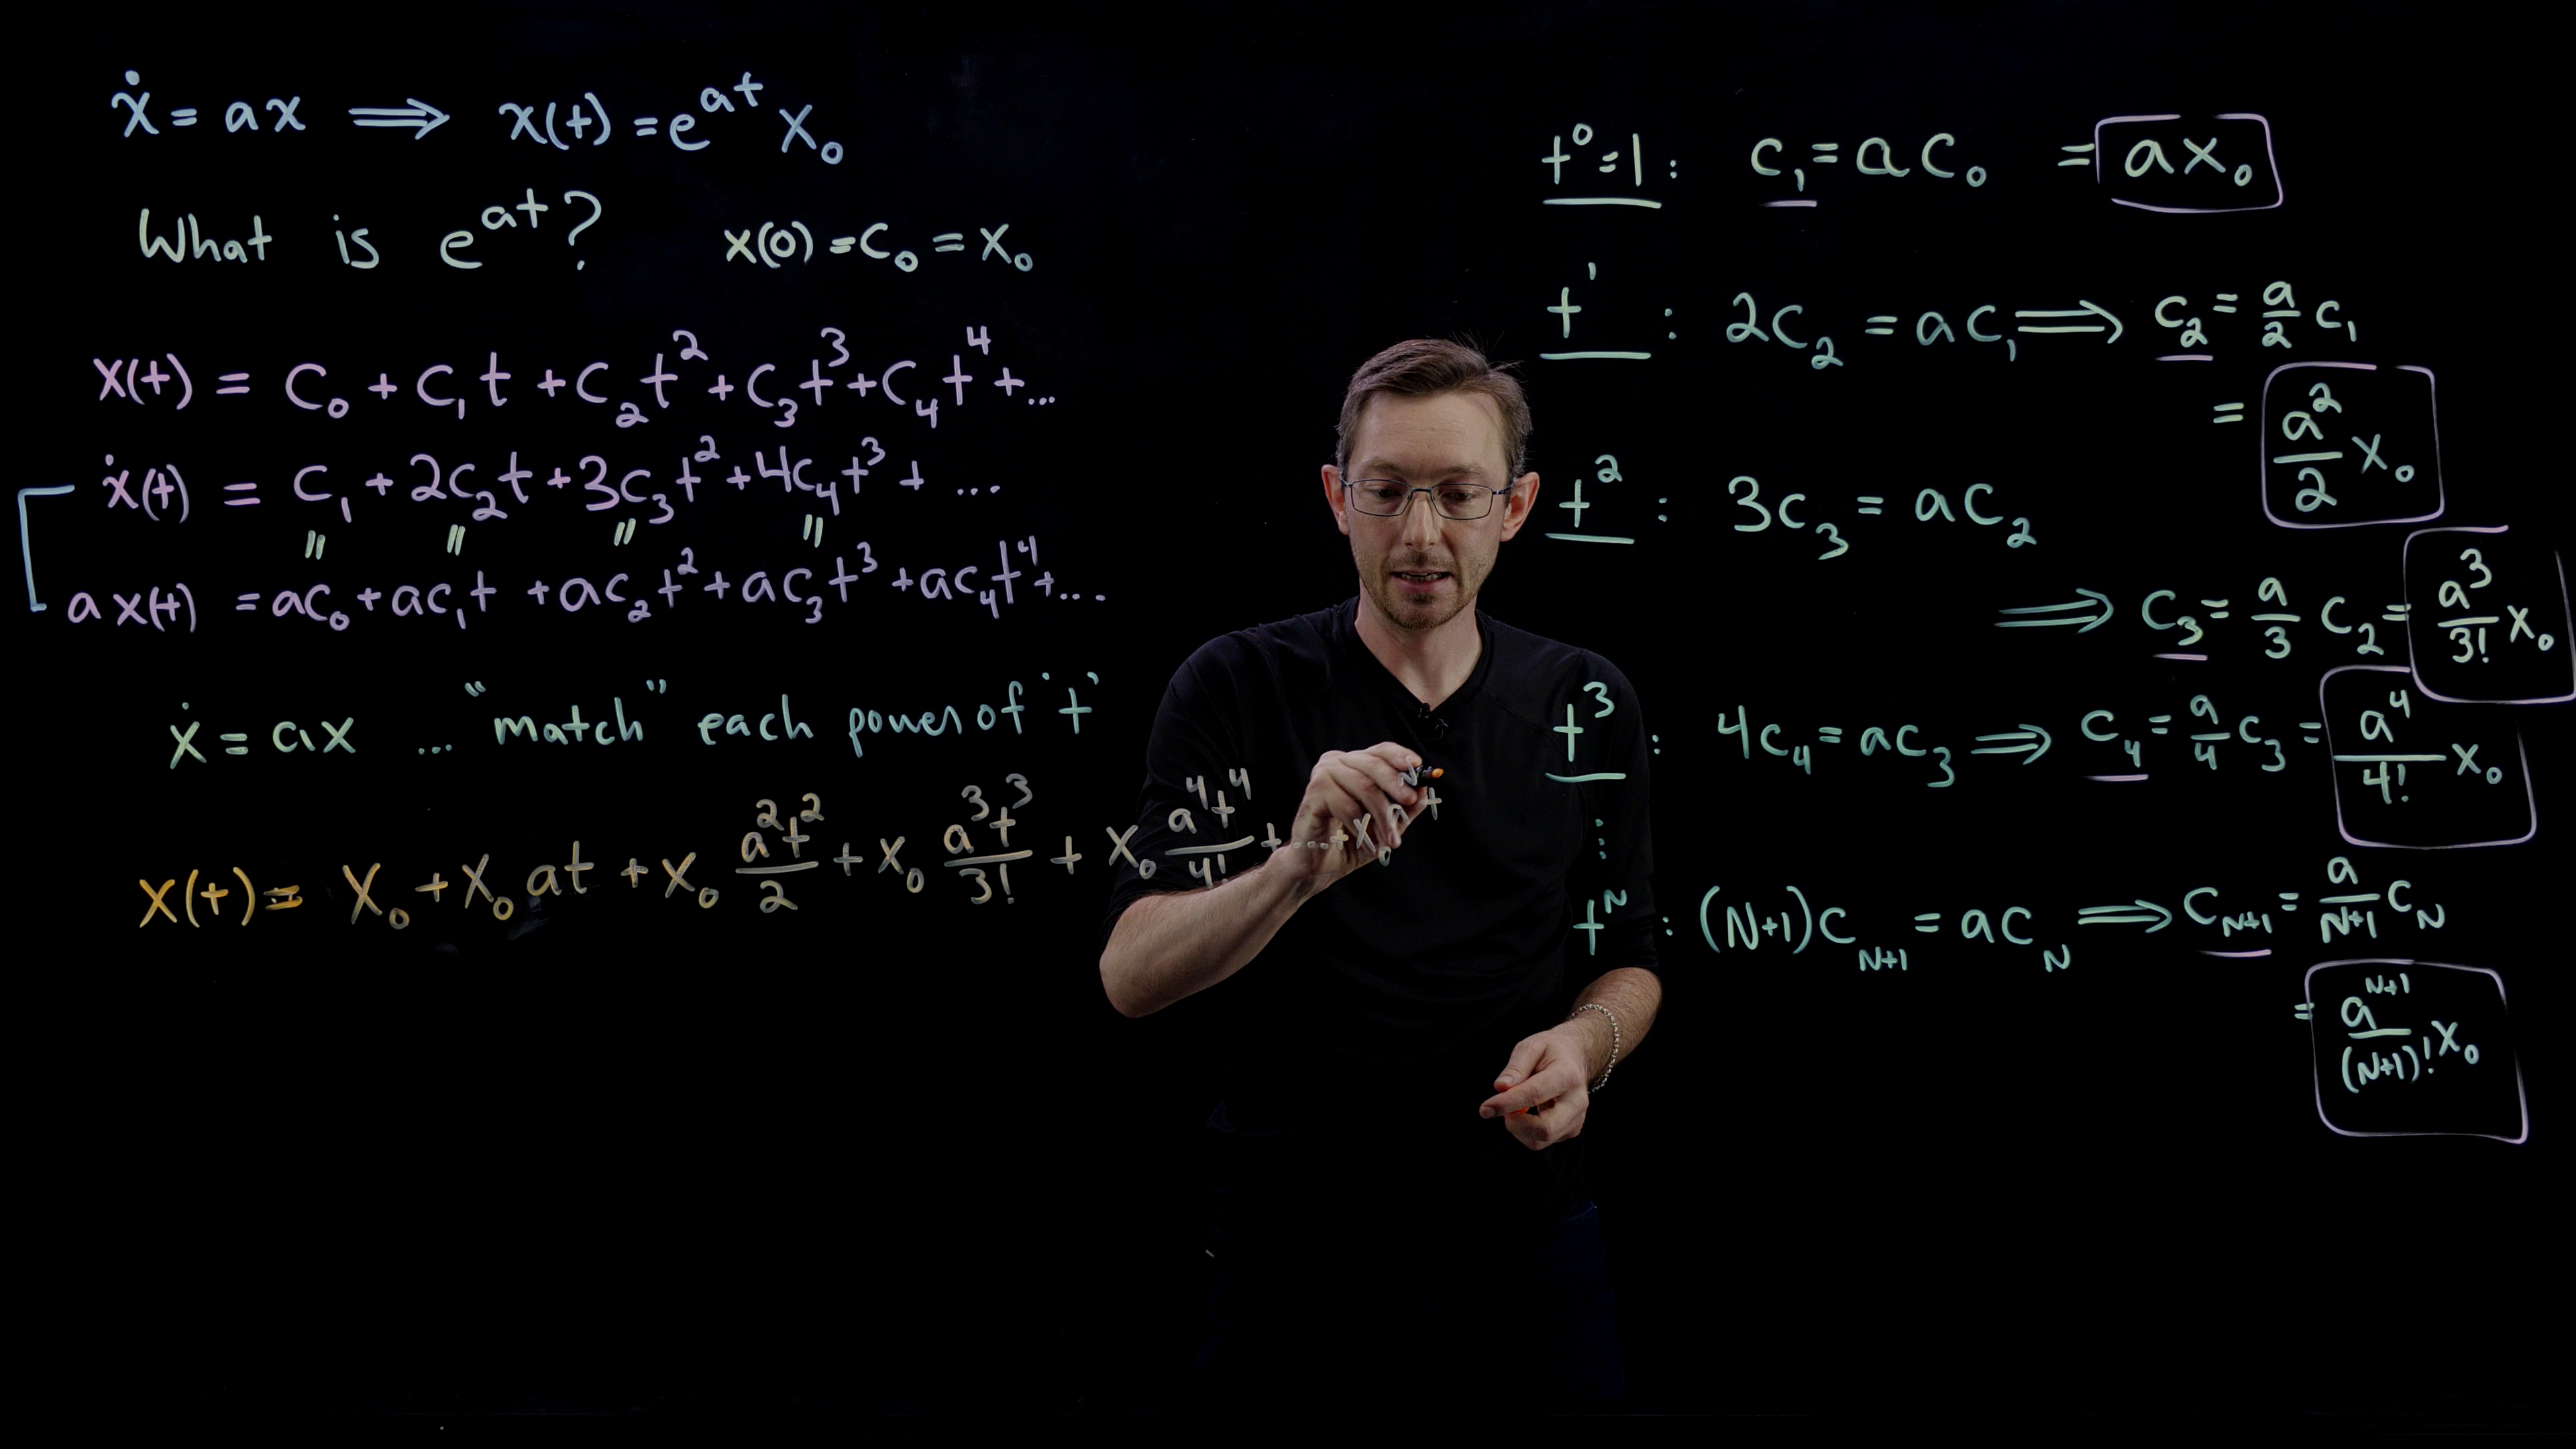 ẋ = ax ⟹ x(t) = e^{at} x₀
What is e^{at}? x(0) = c₀ = x₀
x(t) = c₀ + c₁t + c₂t² + c₃t³ + c₄t⁴ + ...
ẋ(t) = c₁ + 2c₂t + 3c₃t² + 4c₄t³ + ...
〃 〃 〃 〃
ax(t) = ac₀ + ac₁t + ac₂t² + ac₃t³ + ac₄t⁴ + ...
ẋ = ax ... "match" each power of 't'
x(t) = x₀ + x₀at + x₀ a²t²/2 + x₀ a³t³/3! + x₀ a⁴t⁴/4! + ... + x₀ a^N t
t⁰ = 1 : c₁ = ac₀ = ax₀
t¹ : 2c₂ = ac₁ ⟹ c₂ = a/2 c₁
= a²/2 x₀
t² : 3c₃ = ac₂
⟹ c₃ = a/3 c₂ = a³/3! x₀
t³ : 4c₄ = ac₃ ⟹ c₄ = a/4 c₃ = a⁴/4! x₀
⋮
t^N : (N+1)c_{N+1} = ac_N ⟹ c_{N+1} = a/(N+1) c_N
= a^{N+1}/(N+1)! x₀